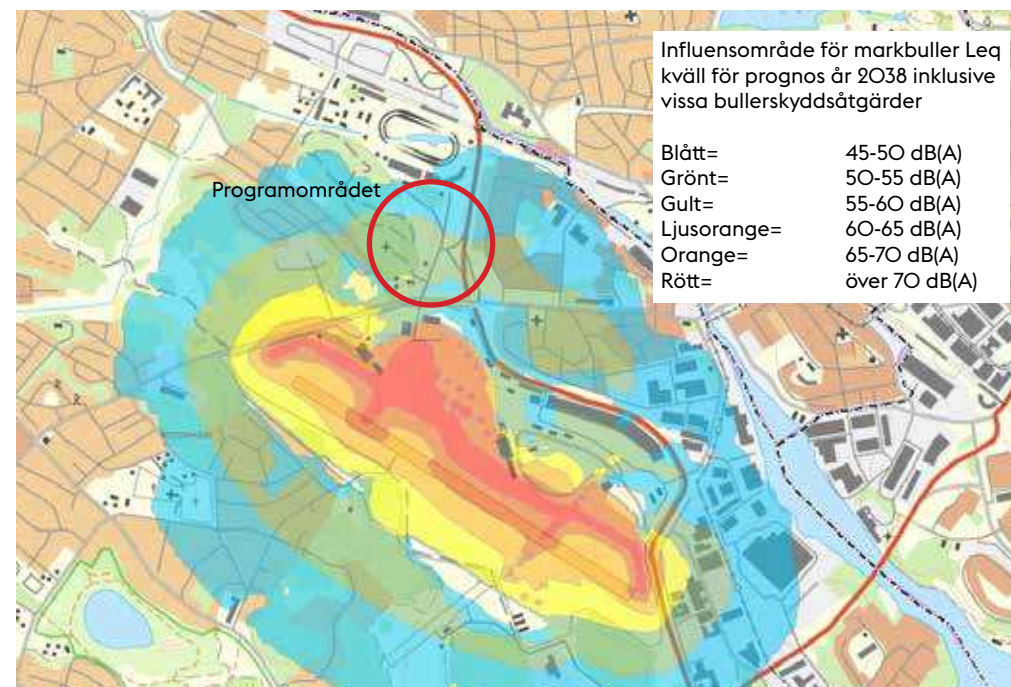 Influensområde för markbuller Leq
kväll för prognos år 2038 inklusive
vissa bullerskyddsåtgärder
Blått= 45-50 dB(A)
Grönt= 50-55 dB(A)
Gult= 55-60 dB(A)
Ljusorange= 60-65 dB(A)
Orange= 65-70 dB(A)
Rött= över 70 dB(A)
Programområdet